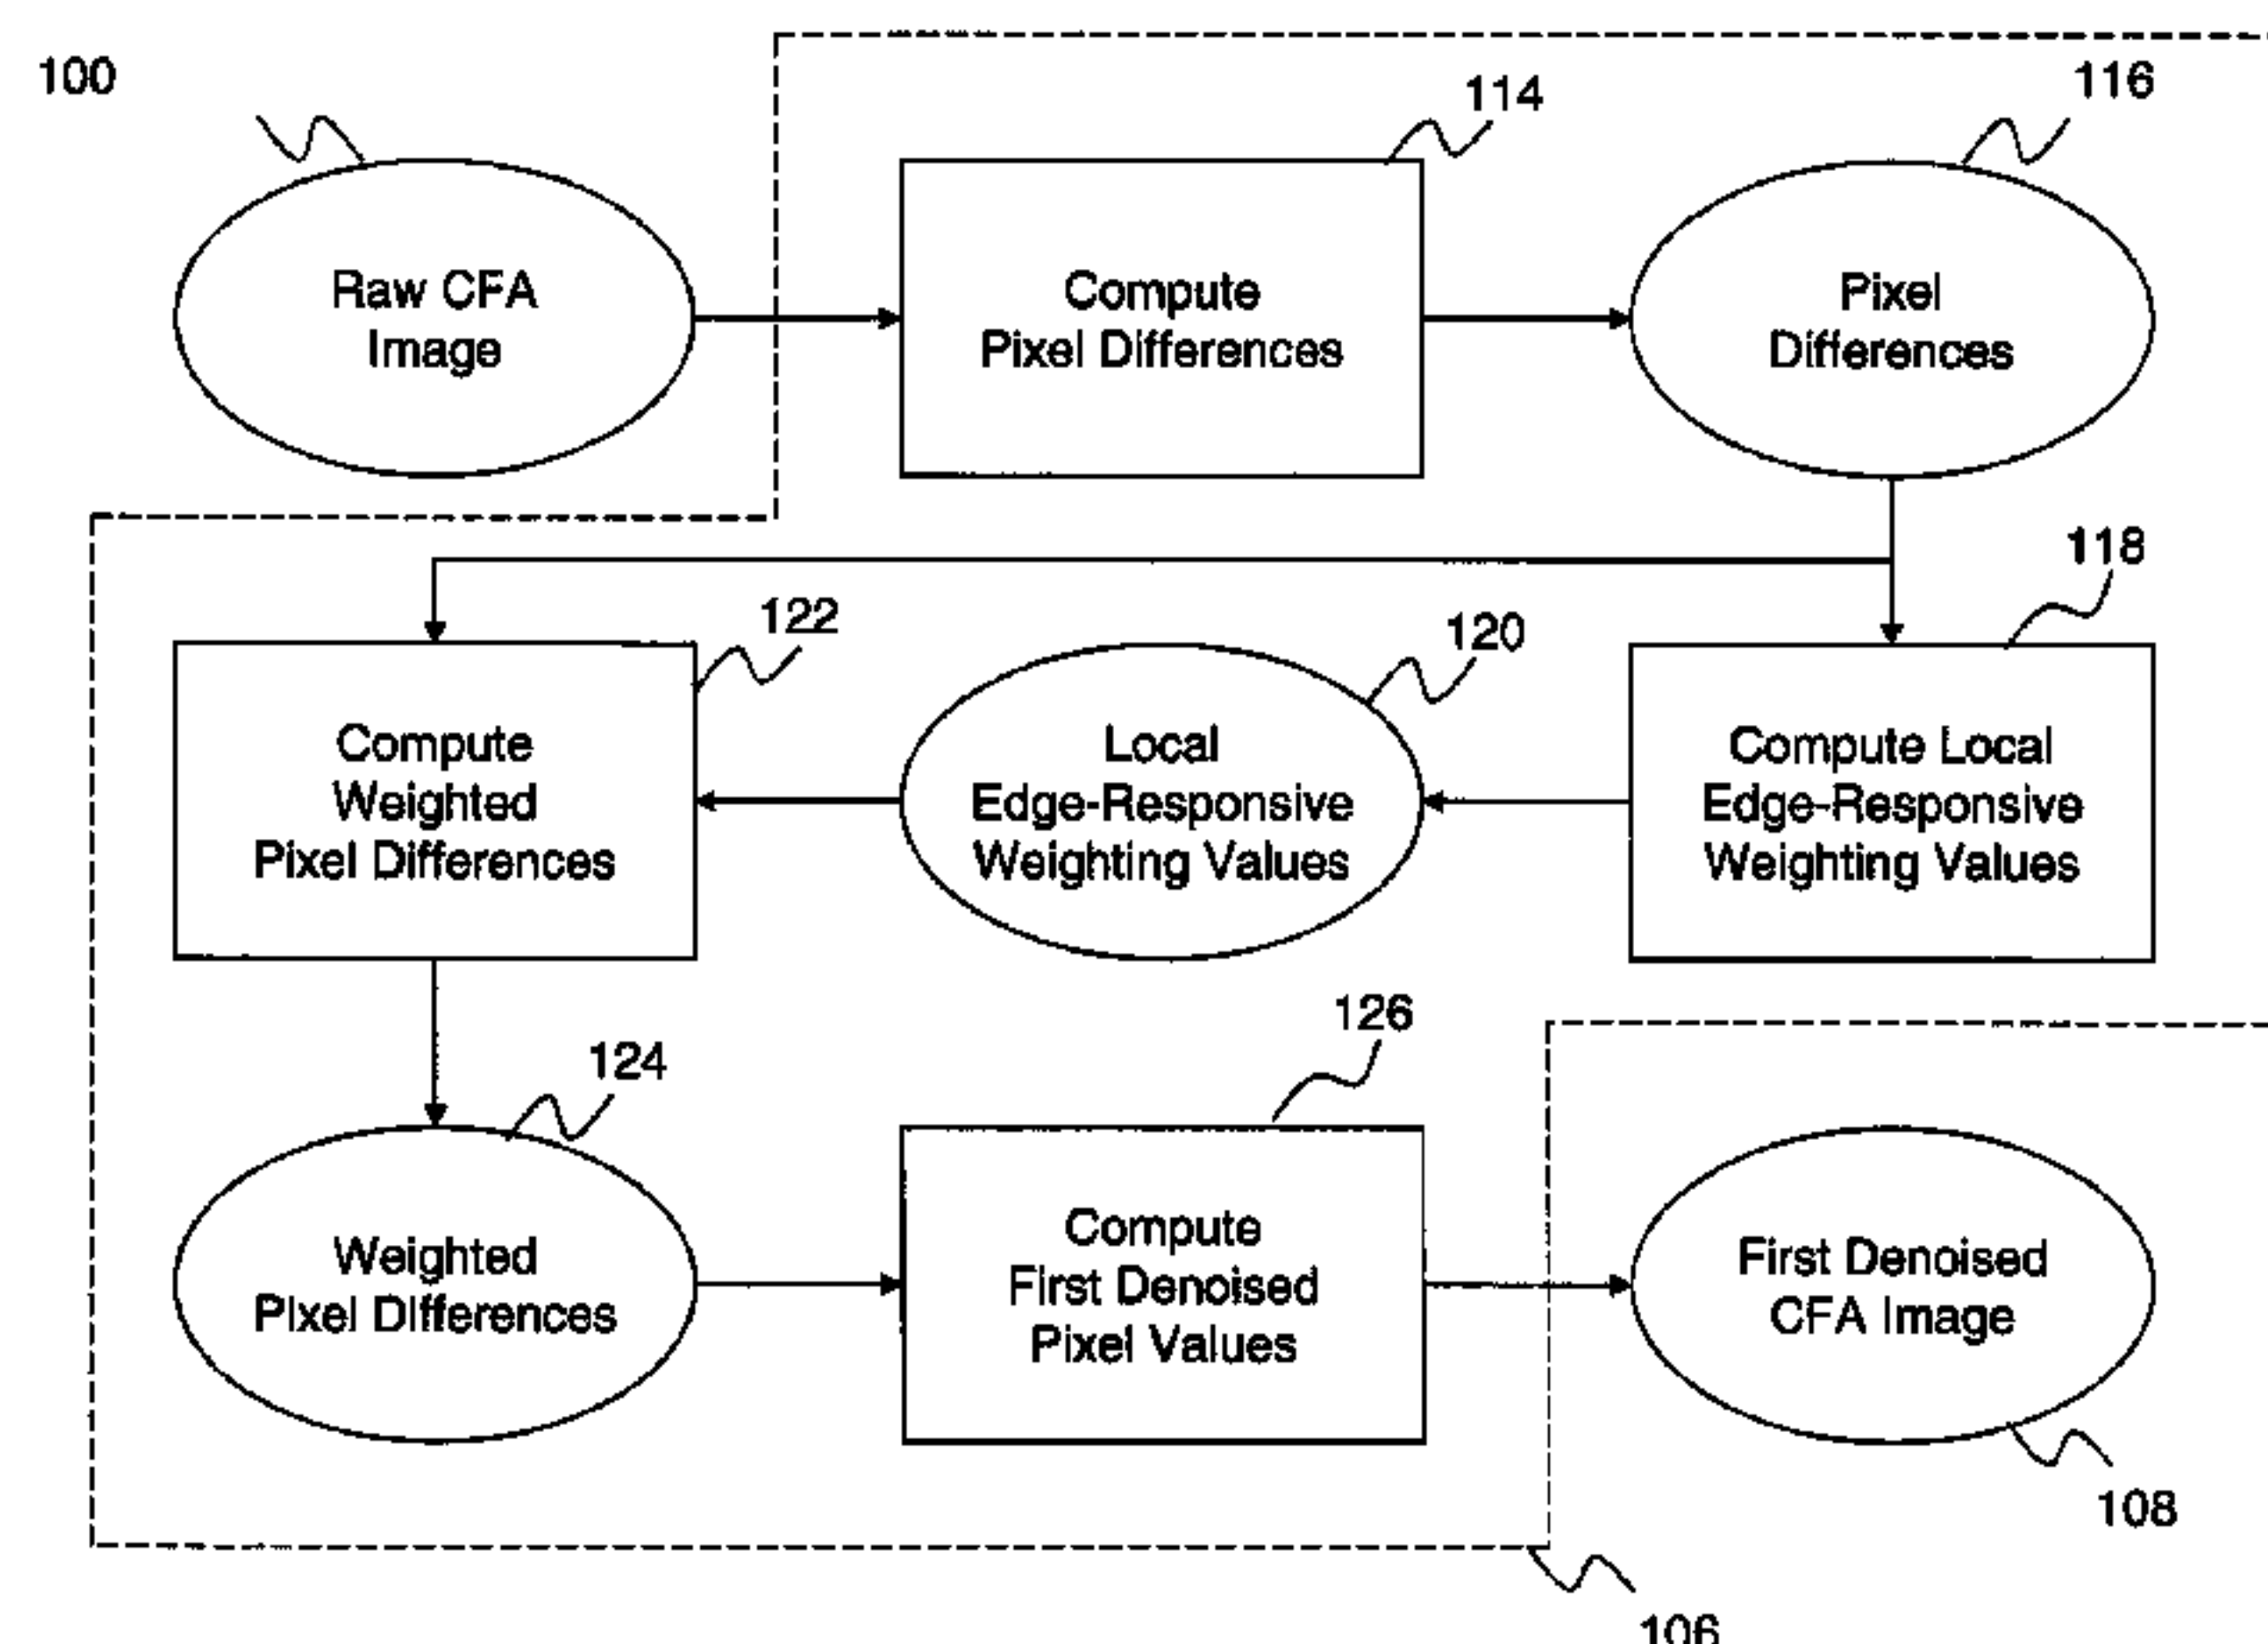 100
114
116
Raw CFA
Image
Compute
Pixel Differences
Pixel
Differences
118
122
120
Compute
Weighted
Pixel Differences
Local
Edge-Responsive
Weighting Values
Compute Local
Edge-Responsive
Weighting Values
124
126
Weighted
Pixel Differences
Compute
First Denoised
Pixel Values
First Denoised
CFA Image
108
106